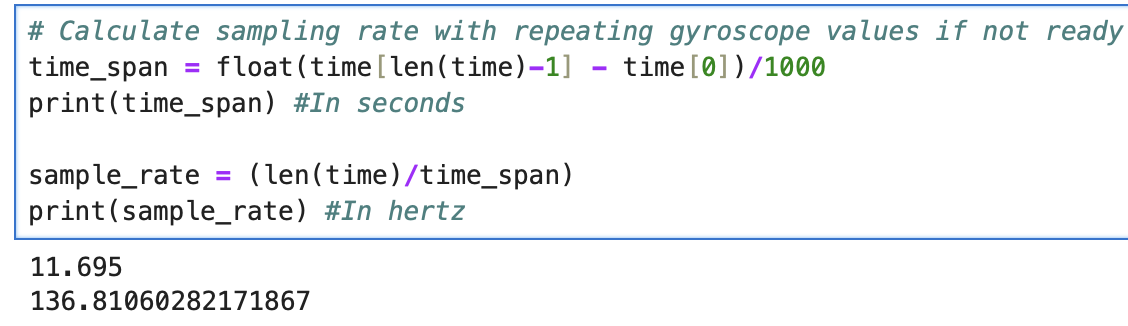 # Calculate sampling rate with repeating gyroscope values if not ready
time_span = float(time[len(time)-1] - time[0])/1000
print(time_span) #In seconds
sample_rate = (len(time)/time_span)
print(sample_rate) #In hertz
11.695
136.81060282171867